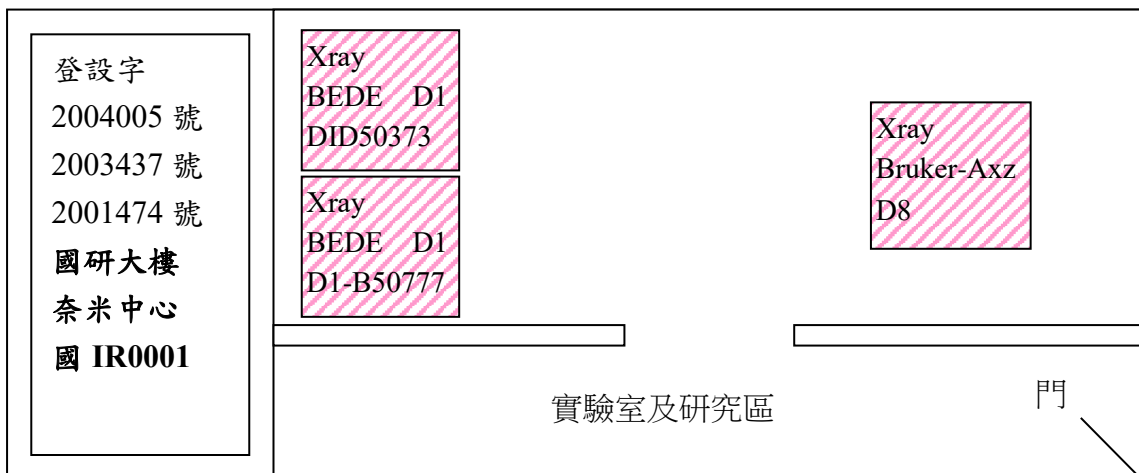 登設字
2004005 號
2003437 號
2001474 號
國研大樓
奈米中心
國 IR0001
Xray
BEDE D1
DID50373
Xray
BEDE D1
D1-B50777
Xray
Bruker-Axz
D8
實驗室及研究區
門